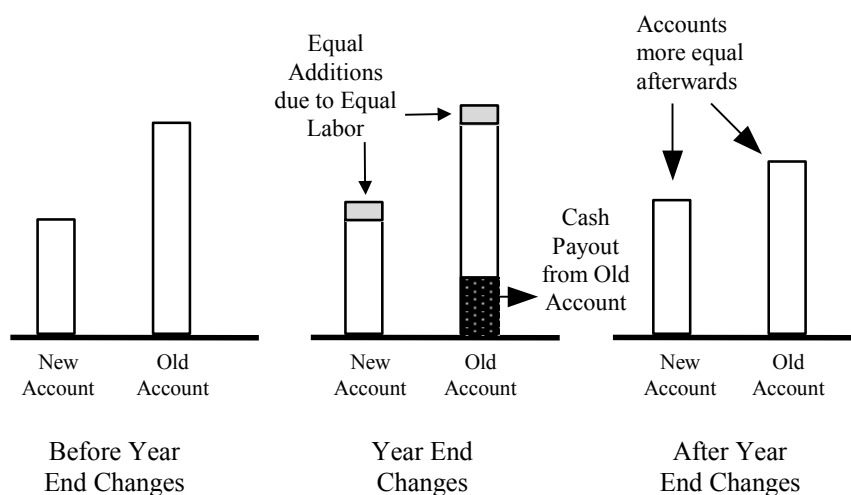 Equal
Additions
due to Equal
Labor
Accounts
more equal
afterwards
Cash
Payout
from Old
Account
New
Account
Old
Account
New
Account
Old
Account
New
Account
Old
Account
Before Year
End Changes
Year End
Changes
After Year
End Changes